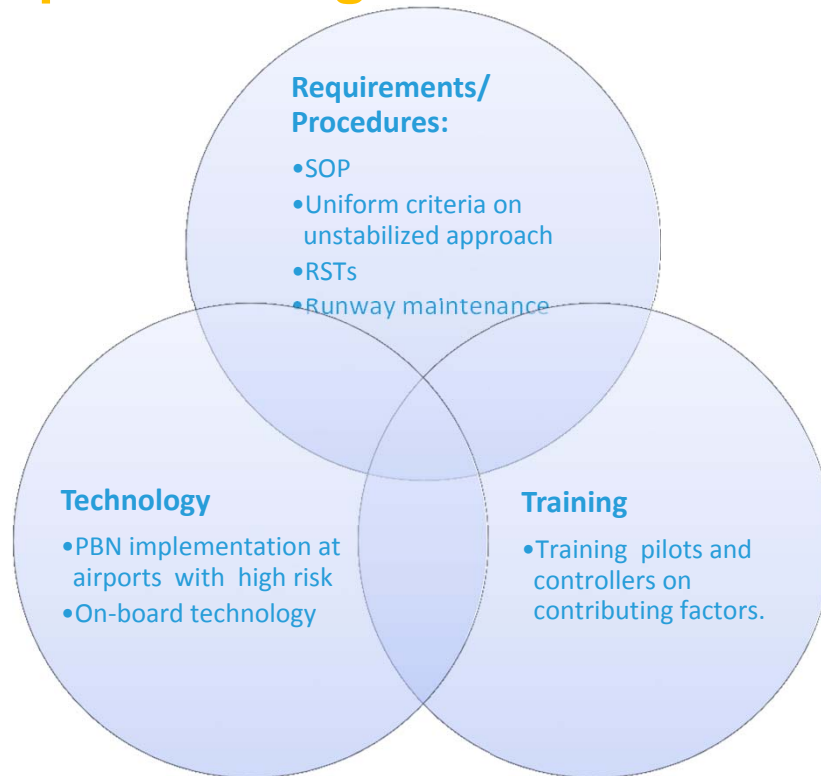 Requirements/
Procedures:
•SOP
•Uniform criteria on
unstabilized approach
•RSTs
•Runway maintenance
Technology
•PBN implementation at
airports with high risk
•On-board technology
Training
•Training pilots and
controllers on
contributing factors.